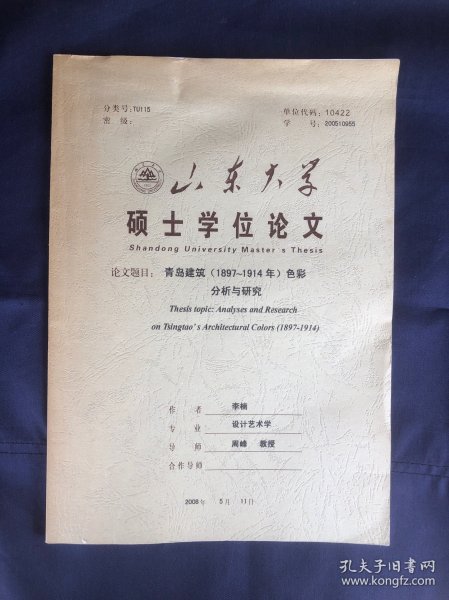 分类号:TU115
单位代码: 10422
密 级:
学 号: 200510955
山东大学
硕士学位论文
Shandong University Master's Thesis
论文题目: 青岛建筑(1897~1914年)色彩
分析与研究
Thesis topic: Analyses and Research
on Tsingtao's Architectural Colors (1897-1914)
作 者 李楠
专 业 设计艺术学
导 师 周峰 教授
合作导师
2008年 5月 11日
孔夫子旧书网
www.kongfz.com